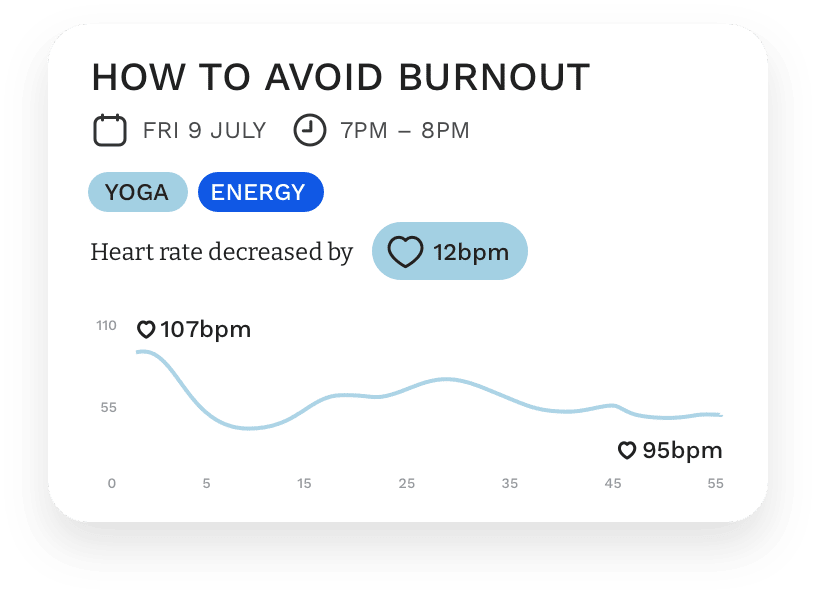 HOW TO AVOID BURNOUT
FRI 9 JULY 7PM – 8PM
YOGA ENERGY
Heart rate decreased by 12bpm
110 107bpm
55
95bpm
0 5 15 25 35 45 55